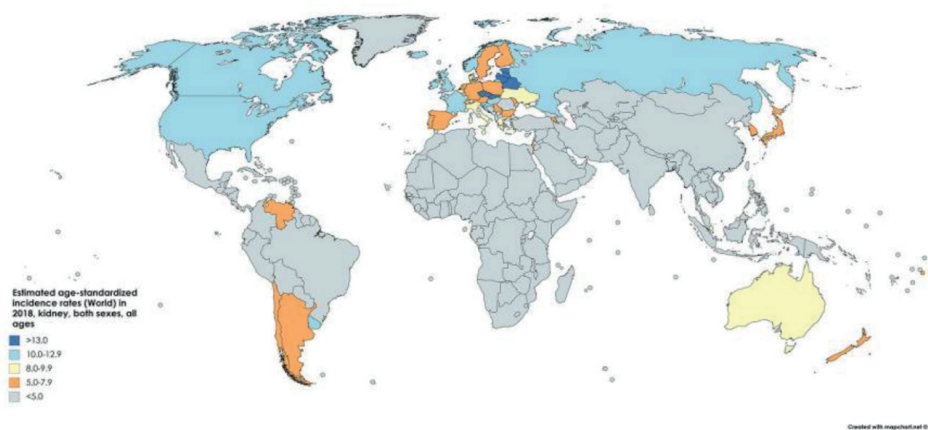 Estimated age-standardized
incidence rates (World) in
2018, kidney, both sexes, all
ages
>13.0
10.0-12.9
8.0-9.9
5.0-7.9
<5.0
Created with mapchart.net ©